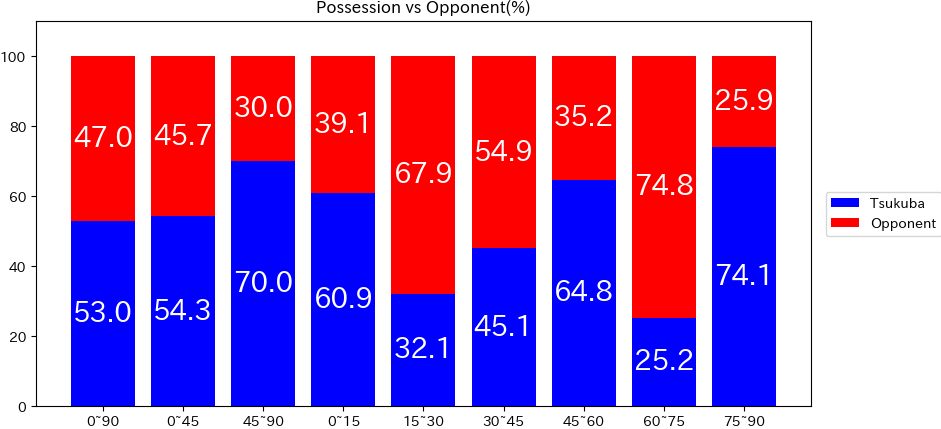 Possession vs Opponent(%)
100
80
60
40
20
0
47.0 45.7 30.0 39.1 67.9 54.9 35.2 74.8 25.9
53.0 54.3 70.0 60.9 32.1 45.1 64.8 25.2 74.1
0~90 0~45 45~90 0~15 15~30 30~45 45~60 60~75 75~90
Tsukuba
Opponent